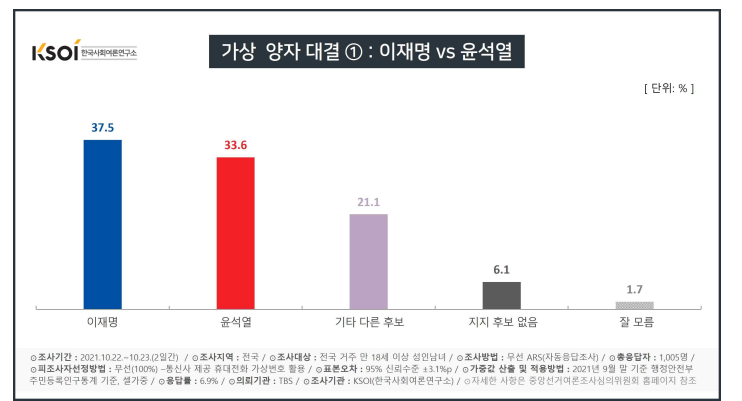 KSOI 한국사회여론연구소
가상 양자 대결 ① : 이재명 vs 윤석열
[ 단위: % ]
37.5
33.6
21.1
6.1
1.7
이재명 윤석열 기타 다른 후보 지지 후보 없음 잘 모름
⊙조사기간 : 2021.10.22.~10.23.(2일간) / ⊙조사지역 : 전국 / ⊙조사대상 : 전국 거주 만 18세 이상 성인남녀 / ⊙조사방법 : 무선 ARS(자동응답조사) / ⊙총응답자 : 1,005명 /
⊙피조사자선정방법 : 무선(100%) –통신사 제공 휴대전화 가상번호 활용 / ⊙표본오차 : 95% 신뢰수준 ±3.1%p / ⊙가중값 산출 및 적용방법 : 2021년 9월 말 기준 행정안전부
주민등록인구통계 기준, 셀가중 / ⊙응답률 : 6.9% / ⊙의뢰기관 : TBS / ⊙조사기관 : KSOI(한국사회여론연구소) / ⊙자세한 사항은 중앙선거여론조사심의위원회 홈페이지 참조